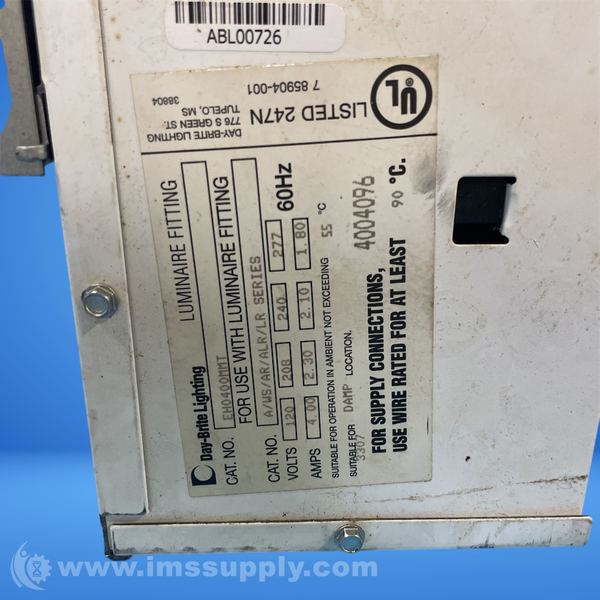 ABL00726
Day-Brite Lighting
LUMINAIRE FITTING
CAT. NO. EH0400MMT
FOR USE WITH LUMINAIRE FITTING
CAT. NO. A/WS/AR/ALR/LR SERIES
VOLTS 120 208 240 277 60Hz
AMPS 4.00 2.30 2.10 1.80
SUITABLE FOR OPERATION IN AMBIENT NOT EXCEEDING 55 °C
SUITABLE FOR DAMP LOCATION.
3307 4004096
FOR SUPPLY CONNECTIONS,
USE WIRE RATED FOR AT LEAST 90 °C.
UL
LISTED 247N
7 85904-001
DAY-BRITE LIGHTING
776 S GREEN ST.
TUPELO, MS 38804
www.imssupply.com